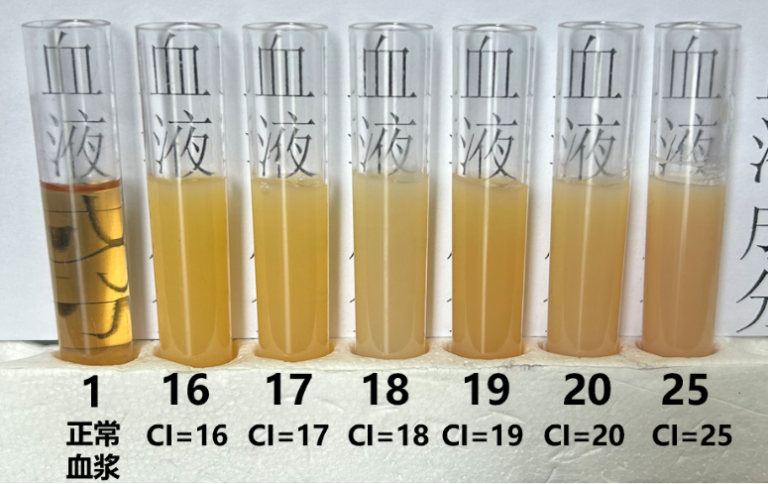 血 血 血 血 血 血 血
液 液 液 液 液 液 液
分
1 16 17 18 19 20 25
正常 CI=16 CI=17 CI=18 CI=19 CI=20 CI=25
血浆